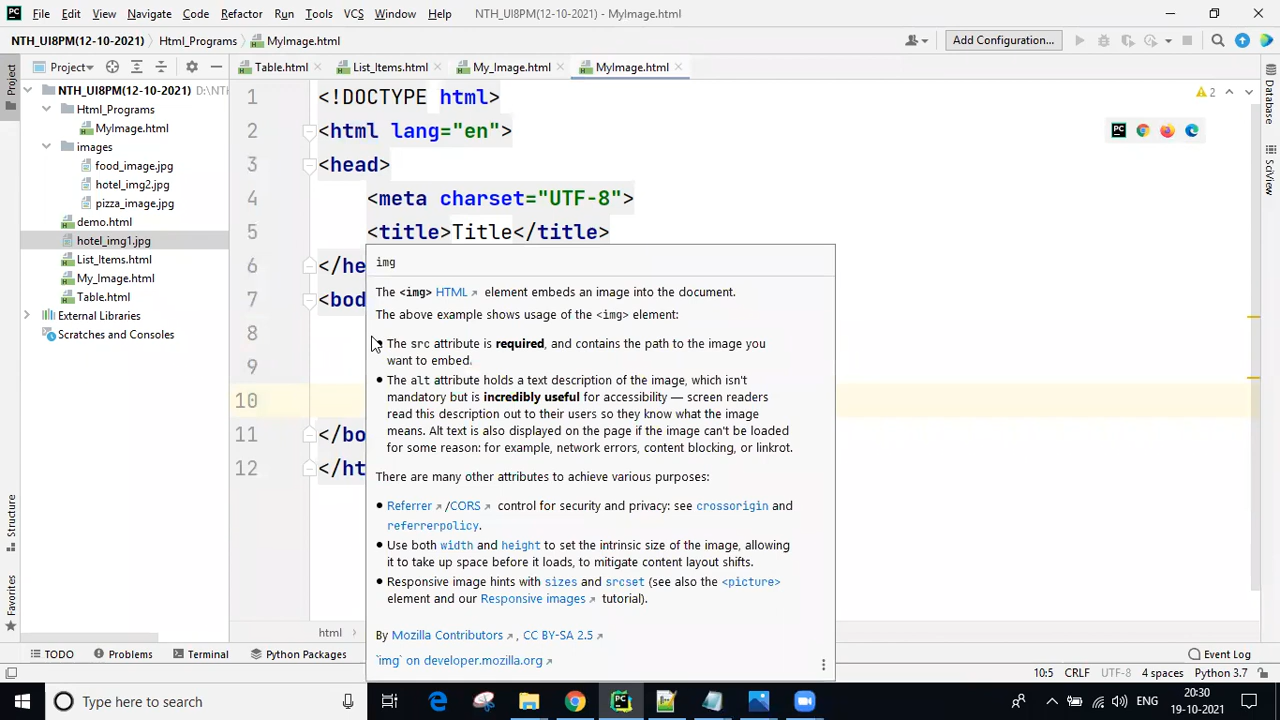 File Edit View Navigate Code Refactor Run Tools VCS Window Help NTH_UI8PM(12-10-2021) - MyImage.html
NTH_UI8PM(12-10-2021) Html_Programs MyImage.html Add Configuration...
Project Table.html List_Items.html My_Image.html MyImage.html
Project
NTH_UI8PM(12-10-2021) D:\NTH
Html_Programs
MyImage.html
images
food_image.jpg
hotel_img2.jpg
pizza_image.jpg
demo.html
hotel_img1.jpg
List_Items.html
My_Image.html
Table.html
External Libraries
Scratches and Consoles
Structure
Favorites
1 <!DOCTYPE html>
2 <html lang="en">
3 <head>
4 <meta charset="UTF-8">
5 <title>Title</title>
6 </he
7 <bod
8
9
10
11 </bo
12 </ht
2
Database
SciView
img
The <img> HTML element embeds an image into the document.
The above example shows usage of the <img> element:
• The src attribute is required, and contains the path to the image you
want to embed.
• The alt attribute holds a text description of the image, which isn't
mandatory but is incredibly useful for accessibility — screen readers
read this description out to their users so they know what the image
means. Alt text is also displayed on the page if the image can't be loaded
for some reason: for example, network errors, content blocking, or linkrot.
There are many other attributes to achieve various purposes:
• Referrer /CORS control for security and privacy: see crossorigin and
referrerpolicy.
• Use both width and height to set the intrinsic size of the image, allowing
it to take up space before it loads, to mitigate content layout shifts.
• Responsive image hints with sizes and srcset (see also the <picture>
element and our Responsive images tutorial).
By Mozilla Contributors , CC BY-SA 2.5
`img` on developer.mozilla.org
html
TODO Problems Terminal Python Packages Event Log
10:5 CRLF UTF-8 4 spaces Python 3.7
Type here to search ENG 20:30
19-10-2021